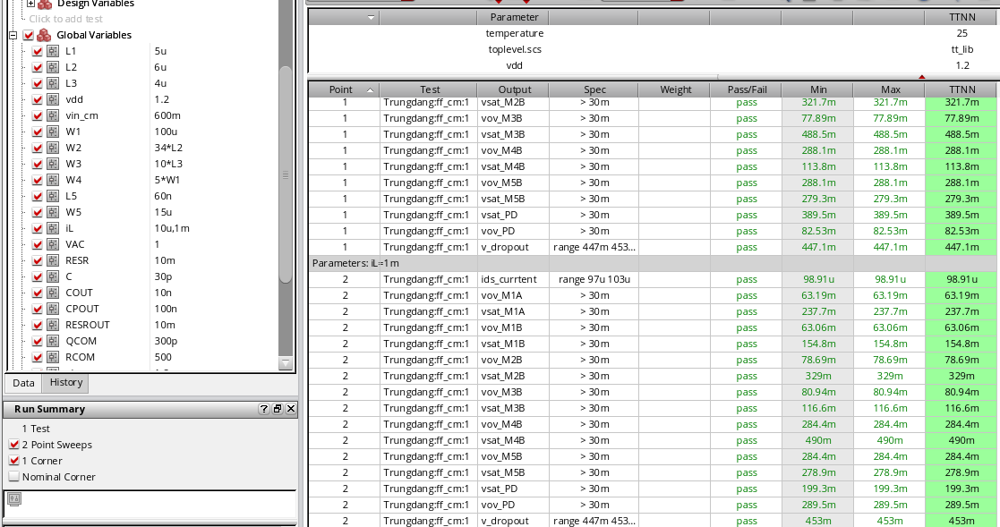 Design Variables
Click to add test
Global Variables
L1 5u
L2 6u
L3 4u
vdd 1.2
vin_cm 600m
W1 100u
W2 34*L2
W3 10*L3
W4 5*W1
L5 60n
W5 15u
iL 10u,1m
VAC 1
RESR 10m
C 30p
COUT 10n
CPOUT 100n
RESROUT 10m
QCOM 300p
RCOM 500
Data History
Run Summary
1 Test
2 Point Sweeps
1 Corner
Nominal Corner
Parameter TTNN
temperature 25
toplevel.scs tt_lib
vdd 1.2
Point Test Output Spec Weight Pass/Fail Min Max TTNN
1 Trungdang:ff_cm:1 vsat_M2B > 30m pass 321.7m 321.7m 321.7m
1 Trungdang:ff_cm:1 vov_M3B > 30m pass 77.89m 77.89m 77.89m
1 Trungdang:ff_cm:1 vsat_M3B > 30m pass 488.5m 488.5m 488.5m
1 Trungdang:ff_cm:1 vov_M4B > 30m pass 288.1m 288.1m 288.1m
1 Trungdang:ff_cm:1 vsat_M4B > 30m pass 113.8m 113.8m 113.8m
1 Trungdang:ff_cm:1 vov_M5B > 30m pass 288.1m 288.1m 288.1m
1 Trungdang:ff_cm:1 vsat_M5B > 30m pass 279.3m 279.3m 279.3m
1 Trungdang:ff_cm:1 vsat_PD > 30m pass 389.5m 389.5m 389.5m
1 Trungdang:ff_cm:1 vov_PD > 30m pass 82.53m 82.53m 82.53m
1 Trungdang:ff_cm:1 v_dropout range 447m 453... pass 447.1m 447.1m 447.1m
Parameters: iL=1m
2 Trungdang:ff_cm:1 ids_currtent range 97u 103u pass 98.91u 98.91u 98.91u
2 Trungdang:ff_cm:1 vov_M1A > 30m pass 63.19m 63.19m 63.19m
2 Trungdang:ff_cm:1 vsat_M1A > 30m pass 237.7m 237.7m 237.7m
2 Trungdang:ff_cm:1 vov_M1B > 30m pass 63.06m 63.06m 63.06m
2 Trungdang:ff_cm:1 vsat_M1B > 30m pass 154.8m 154.8m 154.8m
2 Trungdang:ff_cm:1 vov_M2B > 30m pass 78.69m 78.69m 78.69m
2 Trungdang:ff_cm:1 vsat_M2B > 30m pass 329m 329m 329m
2 Trungdang:ff_cm:1 vov_M3B > 30m pass 80.94m 80.94m 80.94m
2 Trungdang:ff_cm:1 vsat_M3B > 30m pass 116.6m 116.6m 116.6m
2 Trungdang:ff_cm:1 vov_M4B > 30m pass 284.4m 284.4m 284.4m
2 Trungdang:ff_cm:1 vsat_M4B > 30m pass 490m 490m 490m
2 Trungdang:ff_cm:1 vov_M5B > 30m pass 284.4m 284.4m 284.4m
2 Trungdang:ff_cm:1 vsat_M5B > 30m pass 278.9m 278.9m 278.9m
2 Trungdang:ff_cm:1 vsat_PD > 30m pass 199.3m 199.3m 199.3m
2 Trungdang:ff_cm:1 vov_PD > 30m pass 289.5m 289.5m 289.5m
2 Trungdang:ff_cm:1 v_dropout range 447m 453... pass 453m 453m 453m